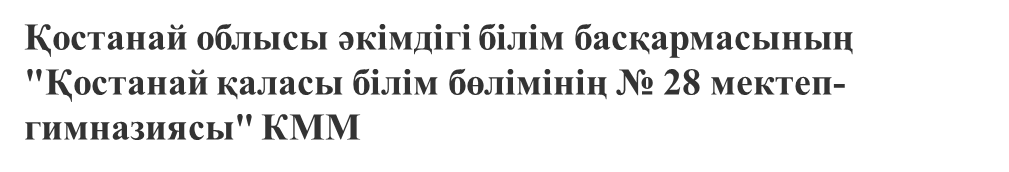 Қостанай облысы әкімдігі білім басқармасының
"Қостанай қаласы білім бөлімінің № 28 мектеп-
гимназиясы" КММ